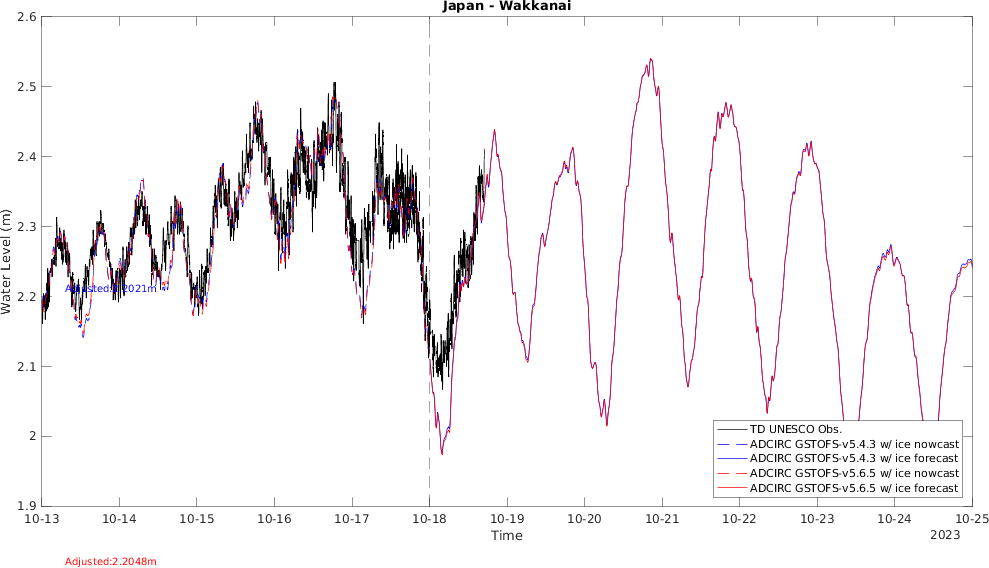 Japan - Wakkanai
2.6
2.5
2.4
2.3
2.2
2.1
2
1.9
Water Level (m)
Adjusted:2.2021m
TD UNESCO Obs.
ADCIRC GSTOFS-v5.4.3 w/ ice nowcast
ADCIRC GSTOFS-v5.4.3 w/ ice forecast
ADCIRC GSTOFS-v5.6.5 w/ ice nowcast
ADCIRC GSTOFS-v5.6.5 w/ ice forecast
10-13 10-14 10-15 10-16 10-17 10-18 10-19 10-20 10-21 10-22 10-23 10-24 10-25
Time
2023
Adjusted:2.2048m